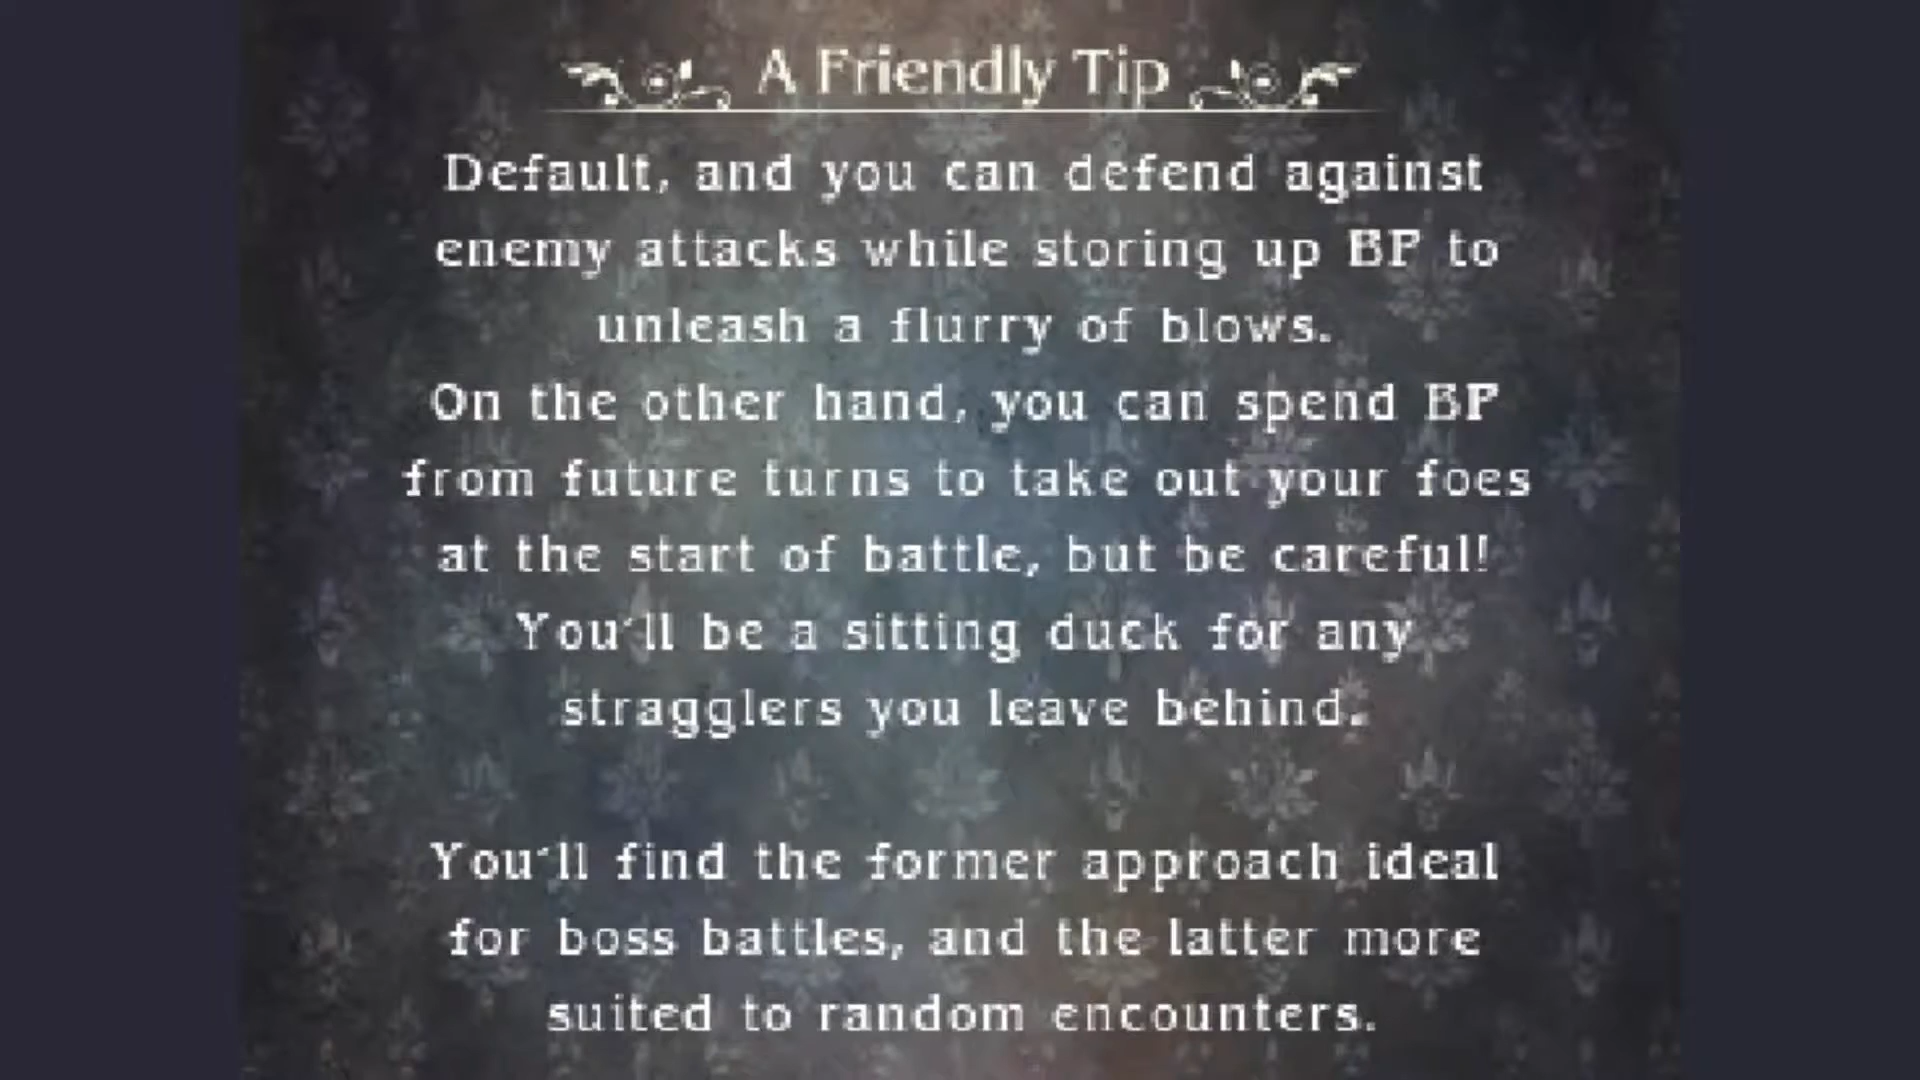 A Friendly Tip
Default, and you can defend against
enemy attacks while storing up BP to
unleash a flurry of blows.
On the other hand, you can spend BP
from future turns to take out your foes
at the start of battle, but be careful!
You'll be a sitting duck for any
stragglers you leave behind.
You'll find the former approach ideal
for boss battles, and the latter more
suited to random encounters.